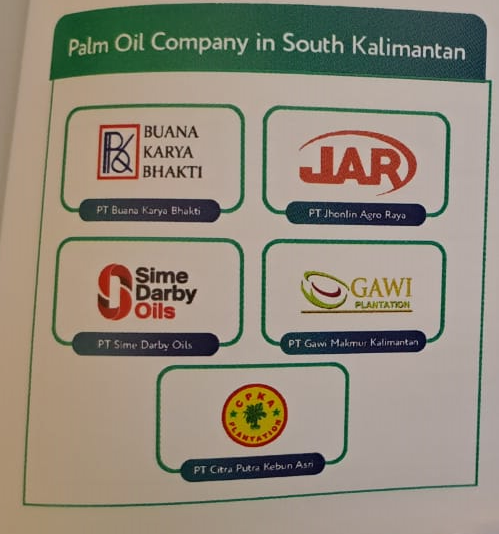 Palm Oil Company in South Kalimantan
BKB
BUANA
KARYA
BHAKTI
PT Buana Karya Bhakti
JAR
PT Jhonlin Agro Raya
Sime
Darby
Oils
PT Sime Darby Oils
GAWI
PLANTATION
PT Gawi Makmur Kalimantan
CPKA
PLANTATION
PT Citra Putra Kebun Asri